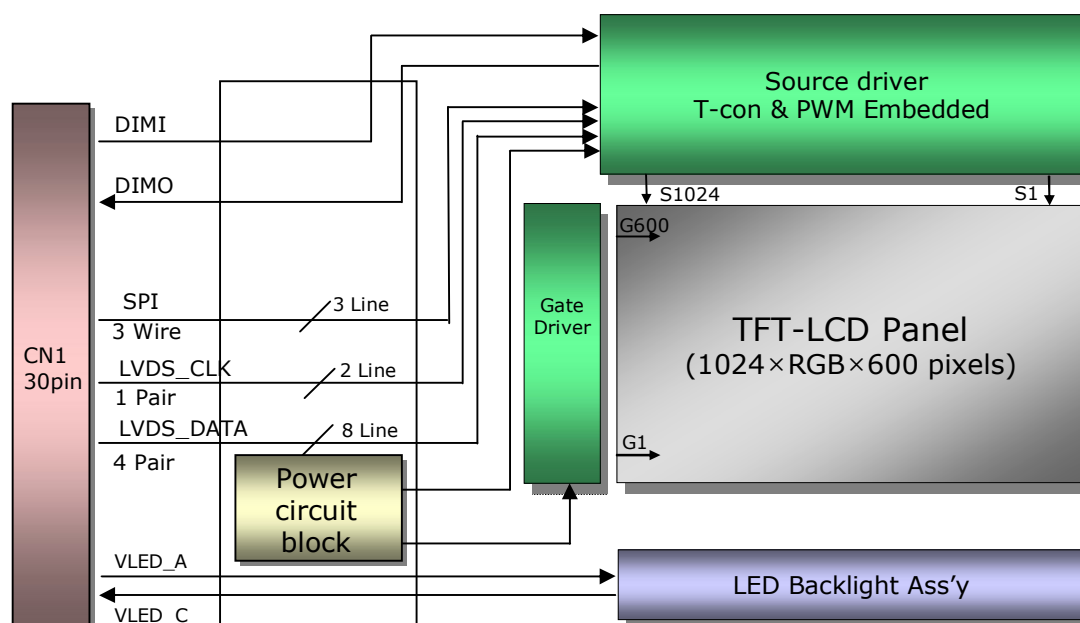 Source driver
T-con & PWM Embedded
DIMI
DIMO
S1024
S1
G600
SPI
3 Line
3 Wire
Gate
Driver
TFT-LCD Panel
(1024×RGB×600 pixels)
CN1
30pin
LVDS_CLK
2 Line
1 Pair
LVDS_DATA
8 Line
G1
4 Pair
Power
circuit
block
VLED_A
LED Backlight Ass'y
VLED_C